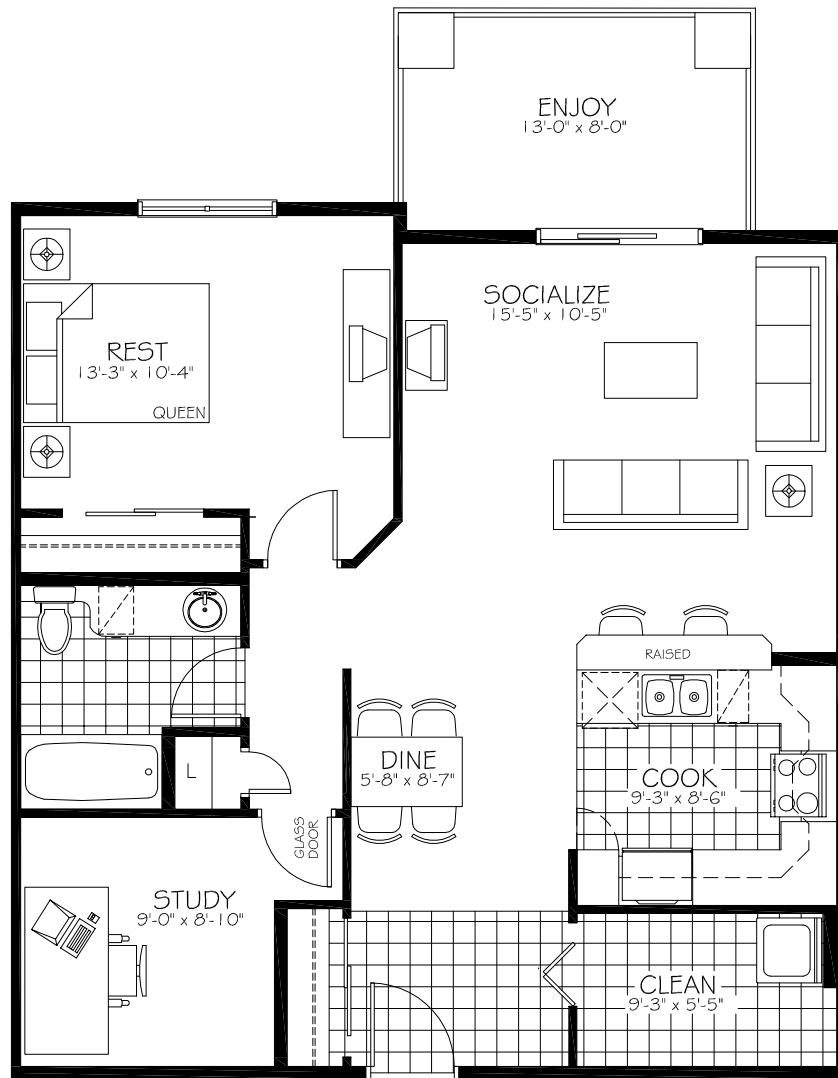 ENJOY
13'-0" x 8'-0"
SOCIALIZE
15'-5" x 10'-5"
REST
13'-3" x 10'-4"
QUEEN
RAISED
DINE
5'-8" x 8'-7"
COOK
9'-3" x 8'-6"
L
GLASS
DOOR
STUDY
9'-0" x 8'-10"
CLEAN
9'-3" x 5'-5"